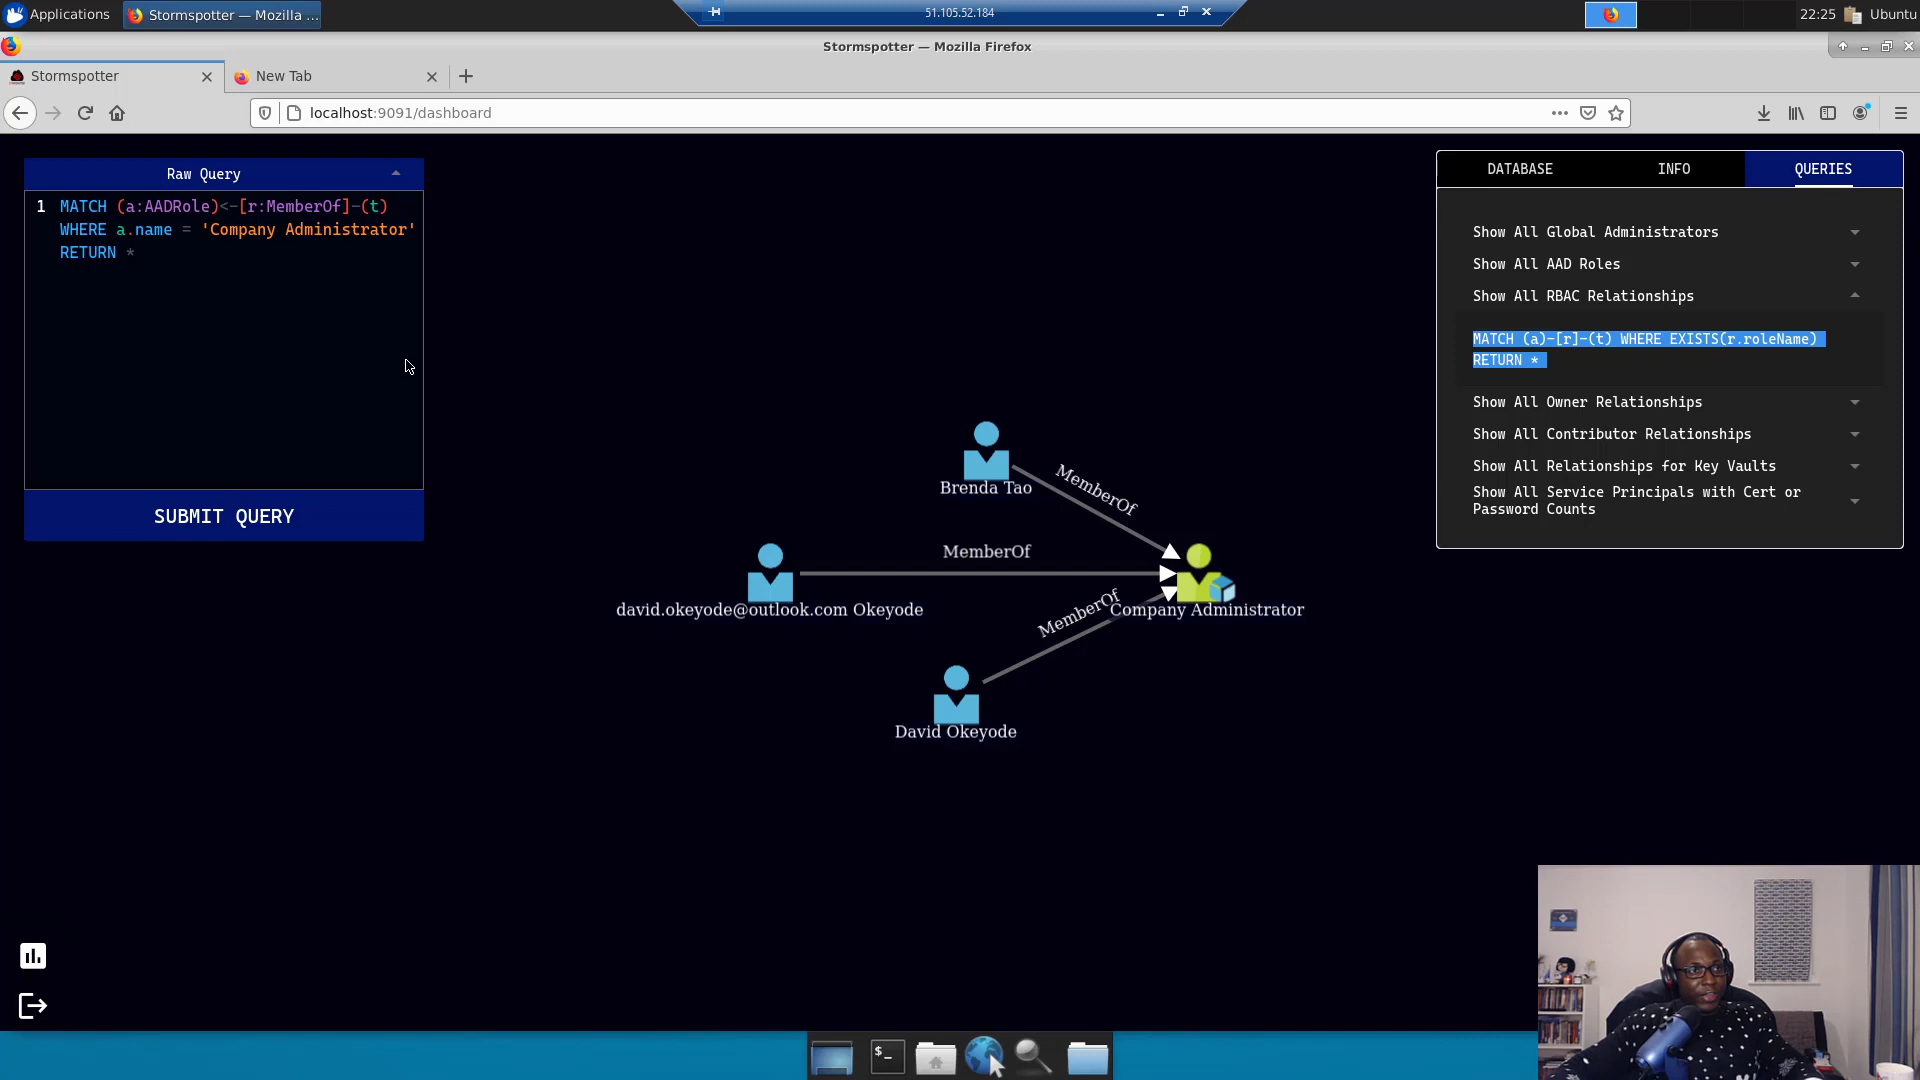 Applications
Stormspotter — Mozilla ...
51.105.52.184
22:25
Ubuntu
Stormspotter — Mozilla Firefox
Stormspotter
New Tab
localhost:9091/dashboard
Raw Query
1 MATCH (a:AADRole)<-[r:MemberOf]-(t)
WHERE a.name = 'Company Administrator'
RETURN *
SUBMIT QUERY
DATABASE
INFO
QUERIES
Show All Global Administrators
Show All AAD Roles
Show All RBAC Relationships
MATCH (a)-[r]-(t) WHERE EXISTS(r.roleName)
RETURN *
Show All Owner Relationships
Show All Contributor Relationships
Show All Relationships for Key Vaults
Show All Service Principals with Cert or
Password Counts
Brenda Tao
MemberOf
MemberOf
david.okeyode@outlook.com Okeyode
MemberOf
Company Administrator
David Okeyode
$_